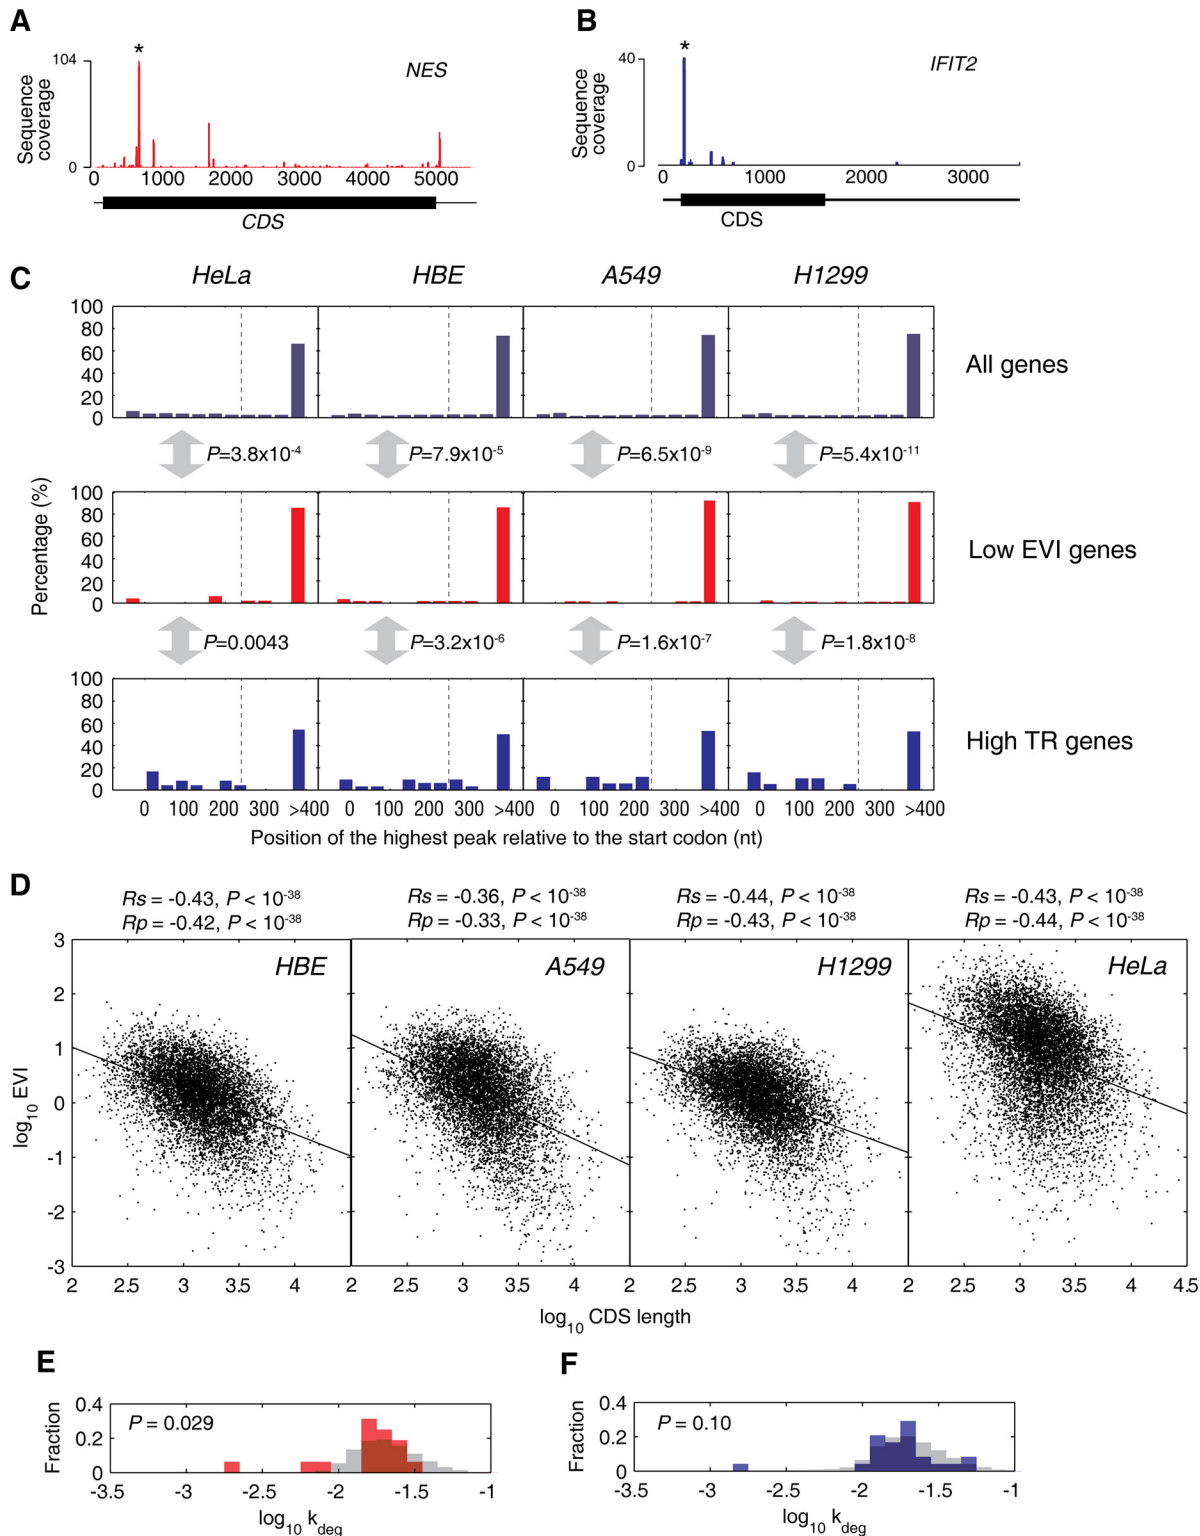 A
B
104
*
NES
Sequence coverage
0
0 1000 2000 3000 4000 5000
CDS
40
*
IFIT2
Sequence coverage
0
0 1000 2000 3000
CDS
C
HeLa HBE A549 H1299
Percentage (%)
100
80
60
40
20
0
All genes
P=3.8x10-4 P=7.9x10-5 P=6.5x10-9 P=5.4x10-11
100
80
60
40
20
0
Low EVI genes
P=0.0043 P=3.2x10-6 P=1.6x10-7 P=1.8x10-8
100
80
60
40
20
0
High TR genes
0 100 200 300 >400 0 100 200 300 >400 0 100 200 300 >400 0 100 200 300 >400
Position of the highest peak relative to the start codon (nt)
D
Rs = -0.43, P < 10-38 Rs = -0.36, P < 10-38 Rs = -0.44, P < 10-38 Rs = -0.43, P < 10-38
Rp = -0.42, P < 10-38 Rp = -0.33, P < 10-38 Rp = -0.43, P < 10-38 Rp = -0.44, P < 10-38
HBE A549 H1299 HeLa
log10 EVI
3
2
1
0
-1
-2
-3
2 2.5 3 3.5 4 2 2.5 3 3.5 4 2 2.5 3 3.5 4 2 2.5 3 3.5 4 4.5
log10 CDS length
E
Fraction
0.4
0.2
0
P = 0.029
-3.5 -3 -2.5 -2 -1.5 -1
log10 kdeg
F
Fraction
0.4
0.2
0
P = 0.10
-3.5 -3 -2.5 -2 -1.5 -1
log10 kdeg